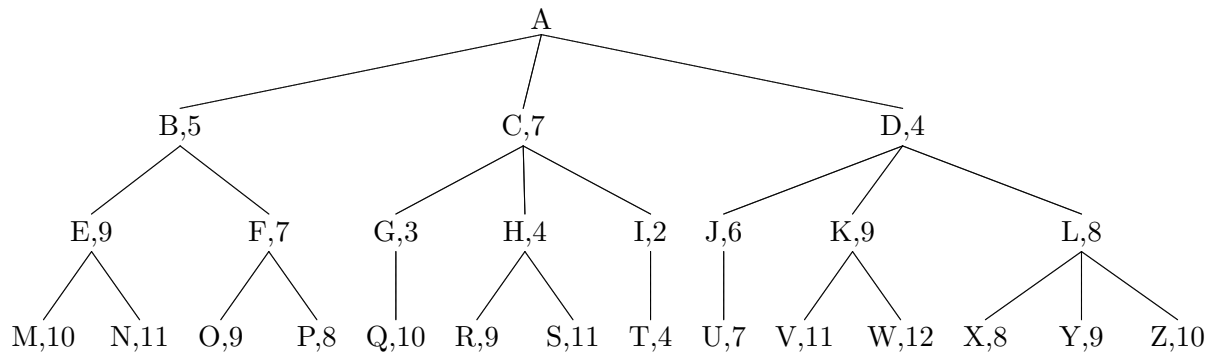 A
B,5 C,7 D,4
E,9 F,7 G,3 H,4 I,2 J,6 K,9 L,8
M,10 N,11 O,9 P,8 Q,10 R,9 S,11 T,4 U,7 V,11 W,12 X,8 Y,9 Z,10